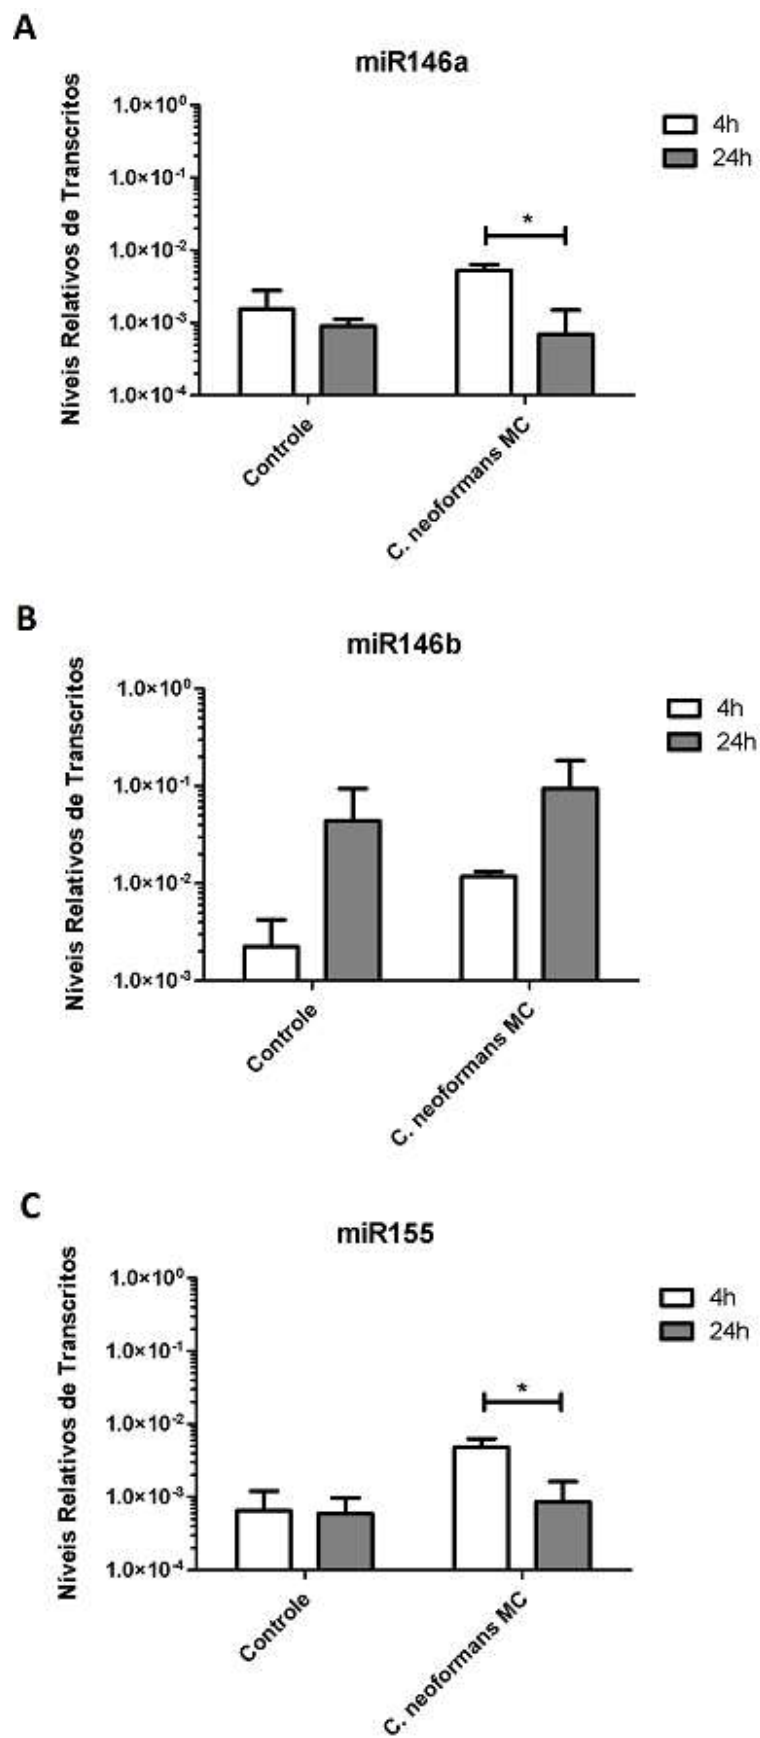 A
miR146a
Níveis Relativos de Transcritos
1.0×10⁰
1.0×10⁻¹
1.0×10⁻²
1.0×10⁻³
1.0×10⁻⁴
4h
24h
*
Controle
C. neoformans MC
B
miR146b
Níveis Relativos de Transcritos
1.0×10⁰
1.0×10⁻¹
1.0×10⁻²
1.0×10⁻³
4h
24h
Controle
C. neoformans MC
C
miR155
Níveis Relativos de Transcritos
1.0×10⁰
1.0×10⁻¹
1.0×10⁻²
1.0×10⁻³
1.0×10⁻⁴
4h
24h
*
Controle
C. neoformans MC